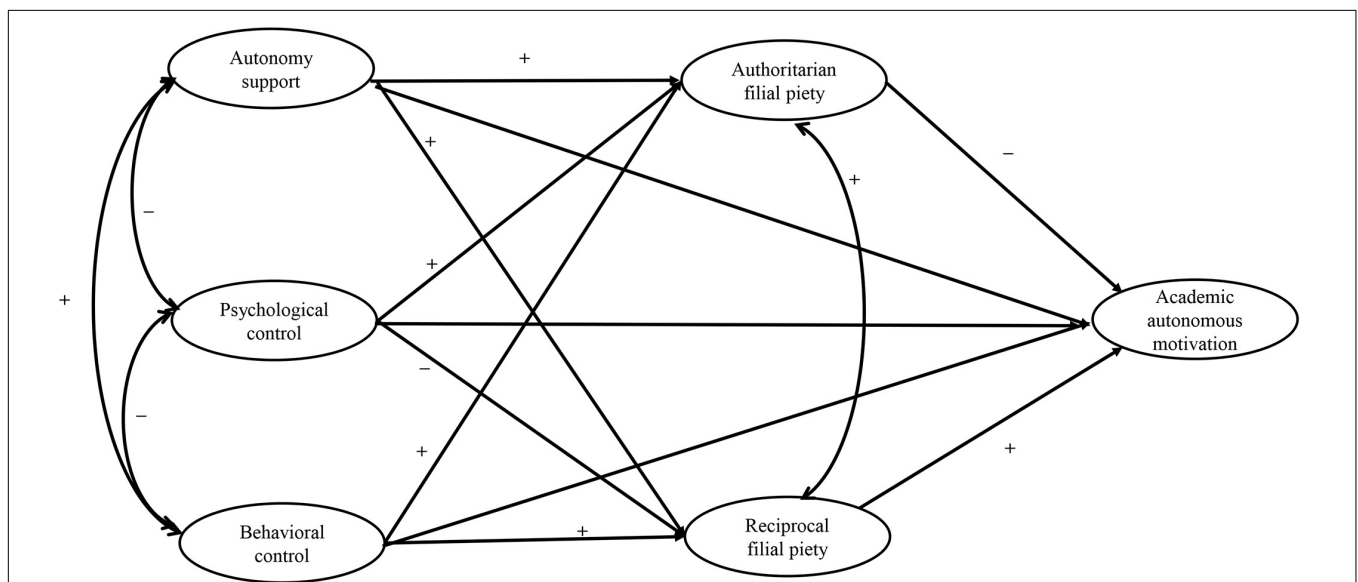 Autonomy
support
+
Authoritarian
filial piety
+
–
+
–
+
+
Psychological
control
Academic
autonomous
motivation
–
–
+
+
Behavioral
control
+
Reciprocal
filial piety